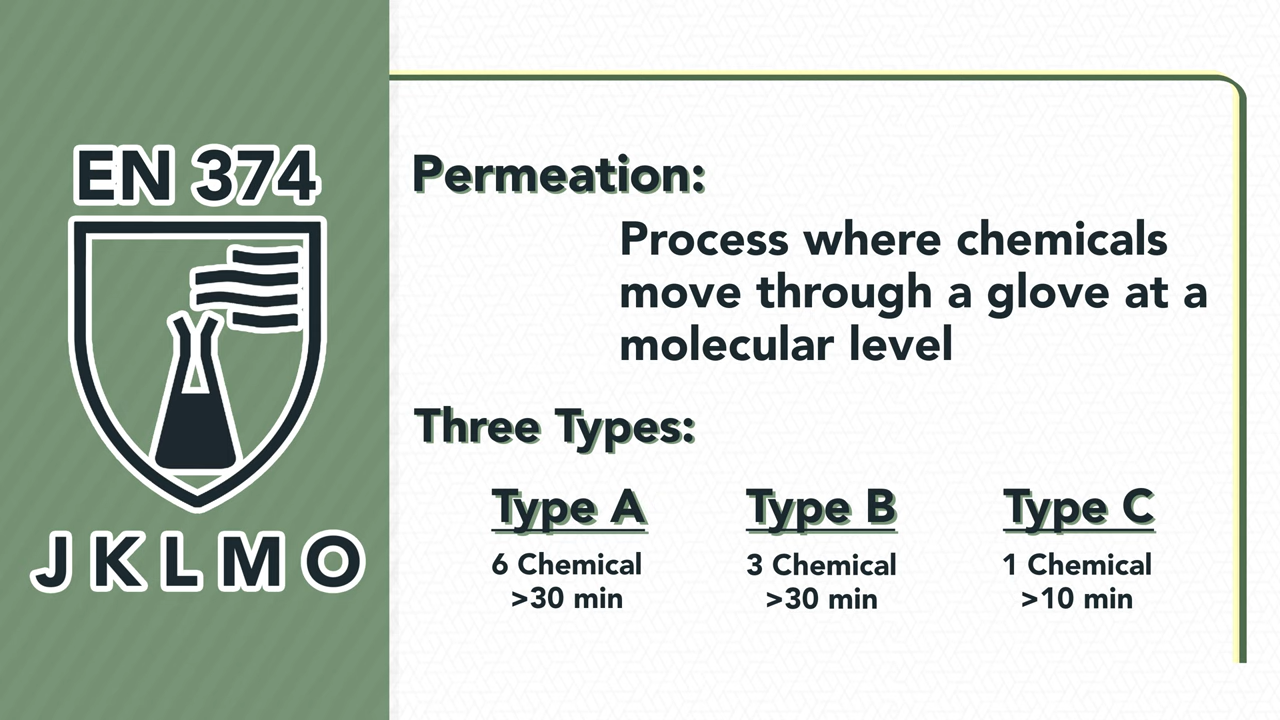 EN 374
J K L M O
Permeation:
Process where chemicals
move through a glove at a
molecular level
Three Types:
Type A
6 Chemical
>30 min
Type B
3 Chemical
>30 min
Type C
1 Chemical
>10 min